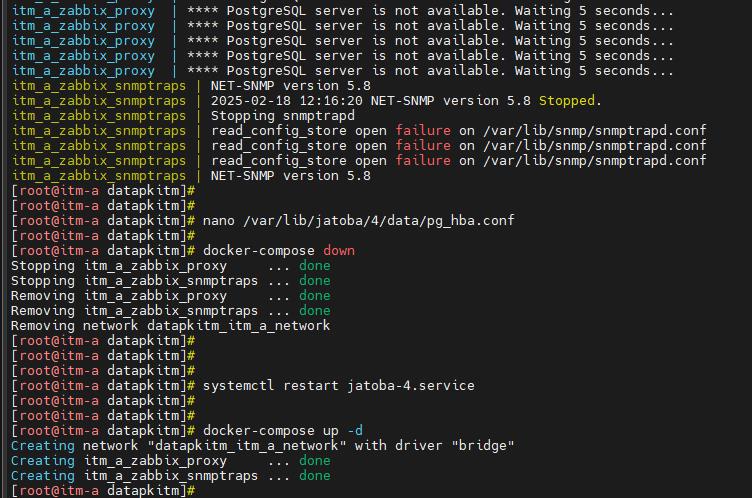 itm_a_zabbix_proxy | **** PostgreSQL server is not available. Waiting 5 seconds...
itm_a_zabbix_proxy | **** PostgreSQL server is not available. Waiting 5 seconds...
itm_a_zabbix_proxy | **** PostgreSQL server is not available. Waiting 5 seconds...
itm_a_zabbix_proxy | **** PostgreSQL server is not available. Waiting 5 seconds...
itm_a_zabbix_proxy | **** PostgreSQL server is not available. Waiting 5 seconds...
itm_a_zabbix_snmptraps | NET-SNMP version 5.8
itm_a_zabbix_snmptraps | 2025-02-18 12:16:20 NET-SNMP version 5.8 Stopped.
itm_a_zabbix_snmptraps | Stopping snmptrapd
itm_a_zabbix_snmptraps | read_config_store open failure on /var/lib/snmp/snmptrapd.conf
itm_a_zabbix_snmptraps | read_config_store open failure on /var/lib/snmp/snmptrapd.conf
itm_a_zabbix_snmptraps | read_config_store open failure on /var/lib/snmp/snmptrapd.conf
itm_a_zabbix_snmptraps | NET-SNMP version 5.8
[root@itm-a datapkitm]#
[root@itm-a datapkitm]#
[root@itm-a datapkitm]# nano /var/lib/jatoba/4/data/pg_hba.conf
[root@itm-a datapkitm]#
[root@itm-a datapkitm]# docker-compose down
Stopping itm_a_zabbix_proxy ... done
Stopping itm_a_zabbix_snmptraps ... done
Removing itm_a_zabbix_proxy ... done
Removing itm_a_zabbix_snmptraps ... done
Removing network datapkitm_itm_a_network
[root@itm-a datapkitm]#
[root@itm-a datapkitm]#
[root@itm-a datapkitm]#
[root@itm-a datapkitm]# systemctl restart jatoba-4.service
[root@itm-a datapkitm]#
[root@itm-a datapkitm]#
[root@itm-a datapkitm]# docker-compose up -d
Creating network "datapkitm_itm_a_network" with driver "bridge"
Creating itm_a_zabbix_proxy ... done
Creating itm_a_zabbix_snmptraps ... done
[root@itm-a datapkitm]#